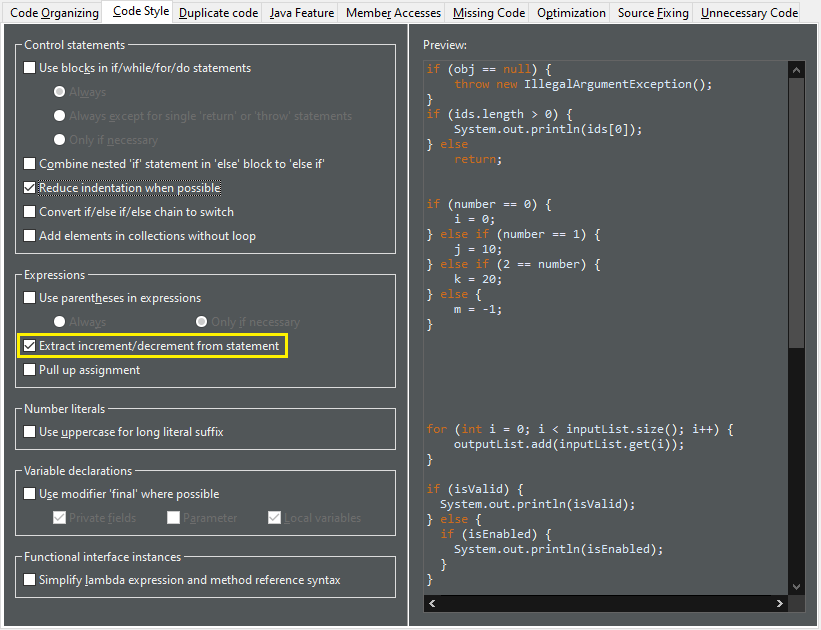 Code Organizing Code Style Duplicate code Java Feature Member Accesses Missing Code Optimization Source Fixing Unnecessary Code
Control statements
Use blocks in if/while/for/do statements
Always
Always except for single 'return' or 'throw' statements
Only if necessary
Combine nested 'if' statement in 'else' block to 'else if'
Reduce indentation when possible
Convert if/else if/else chain to switch
Add elements in collections without loop
Expressions
Use parentheses in expressions
Always Only if necessary
Extract increment/decrement from statement
Pull up assignment
Number literals
Use uppercase for long literal suffix
Variable declarations
Use modifier 'final' where possible
Private fields Parameter Local variables
Functional interface instances
Simplify lambda expression and method reference syntax
Preview:
if (obj == null) {
throw new IllegalArgumentException();
}
if (ids.length > 0) {
System.out.println(ids[0]);
} else
return;
if (number == 0) {
i = 0;
} else if (number == 1) {
j = 10;
} else if (2 == number) {
k = 20;
} else {
m = -1;
}
for (int i = 0; i < inputList.size(); i++) {
outputList.add(inputList.get(i));
}
if (isValid) {
System.out.println(isValid);
} else {
if (isEnabled) {
System.out.println(isEnabled);
}
}